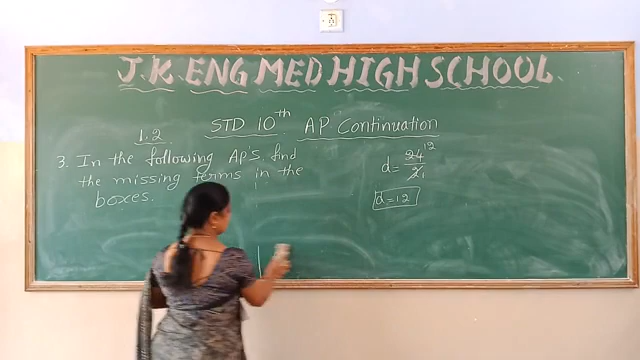 J.K. ENG MED HIGH SCHOOL.
STD 10th AP Continuation
1.2
3. In the following AP's, find
the missing terms in the
boxes.
d = 24 12
2 1
d = 12